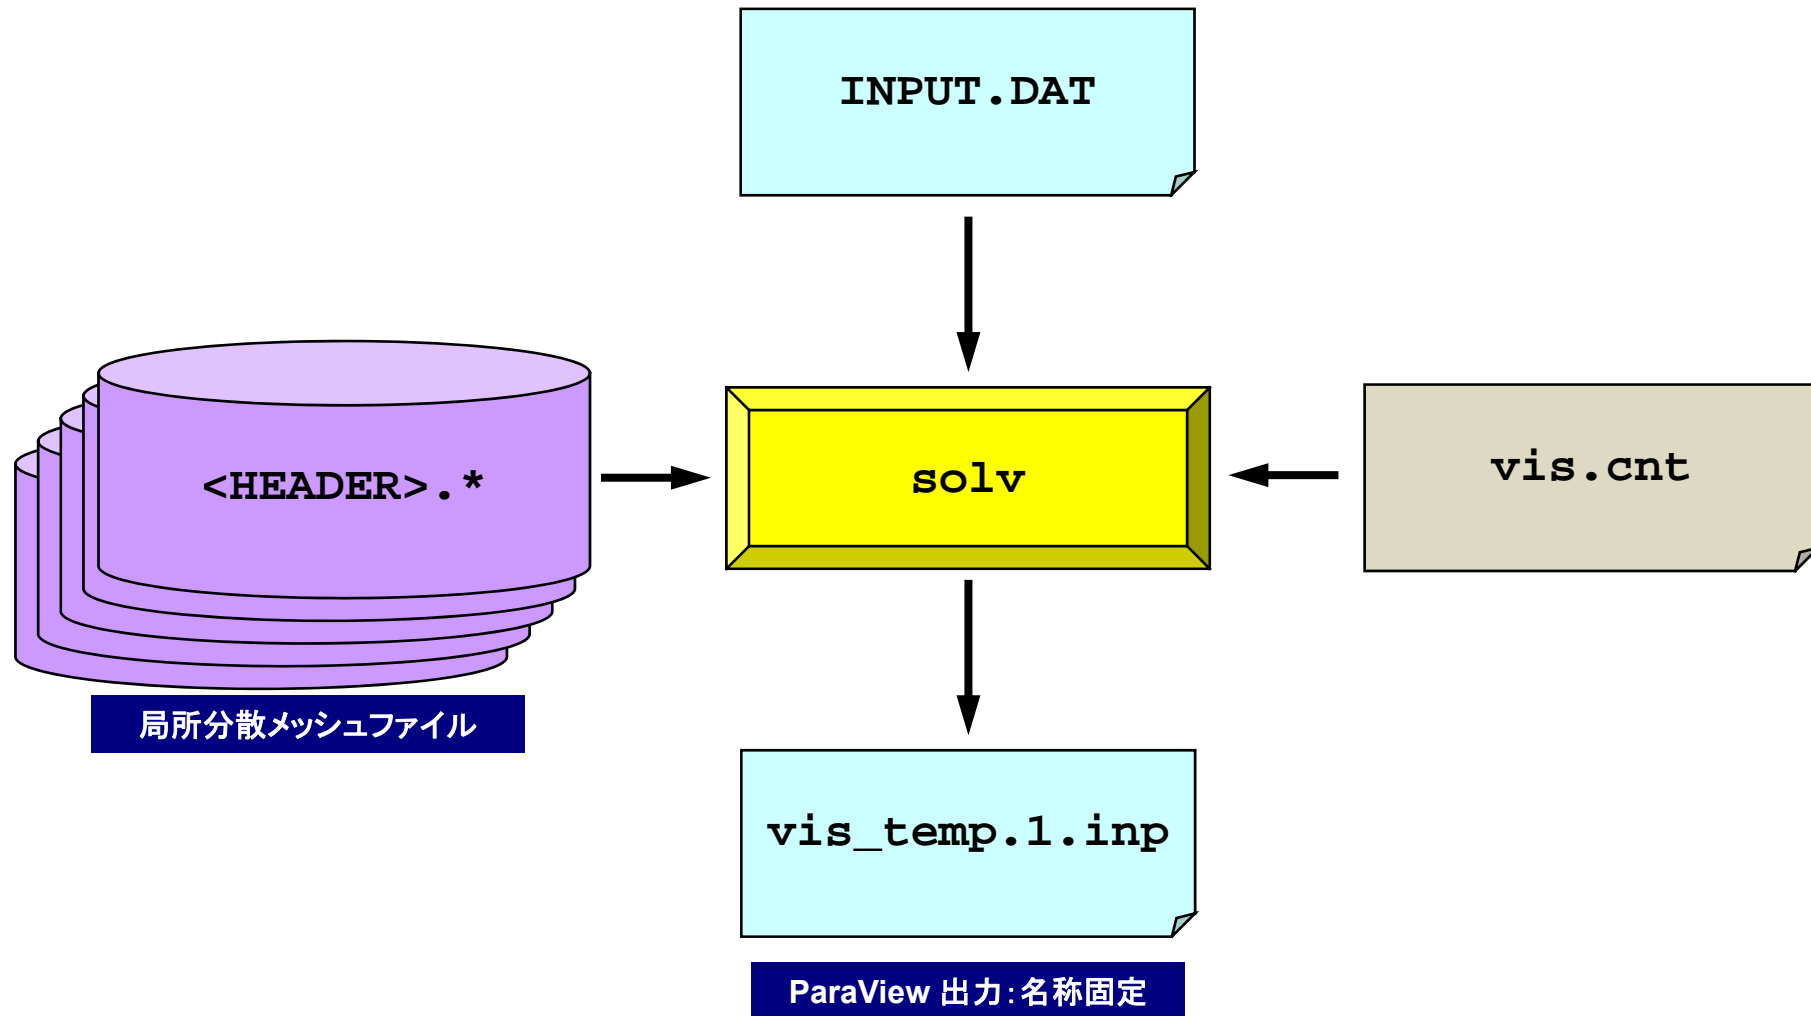 INPUT.DAT
<HEADER>.*
solv
vis.cnt
局所分散メッシュファイル
vis_temp.1.inp
ParaView 出力：名称固定